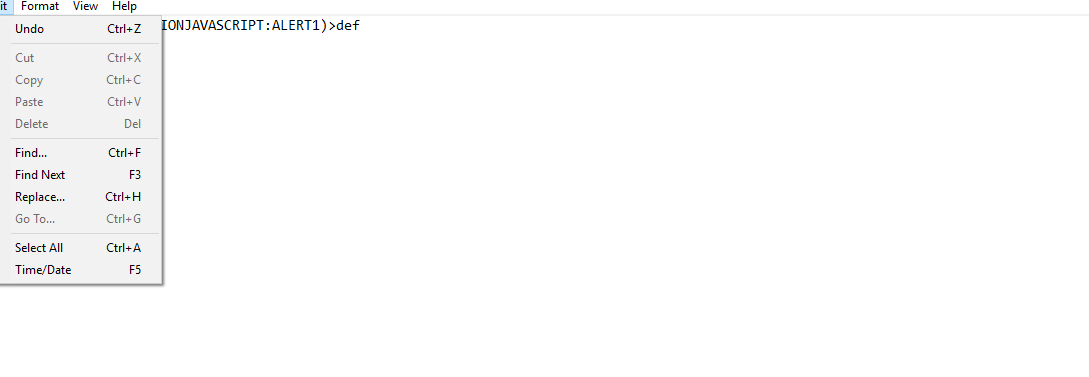 it Format View Help
IONJAVASCRIPT:ALERT1)>def
Undo Ctrl+Z
Cut Ctrl+X
Copy Ctrl+C
Paste Ctrl+V
Delete Del
Find... Ctrl+F
Find Next F3
Replace... Ctrl+H
Go To... Ctrl+G
Select All Ctrl+A
Time/Date F5